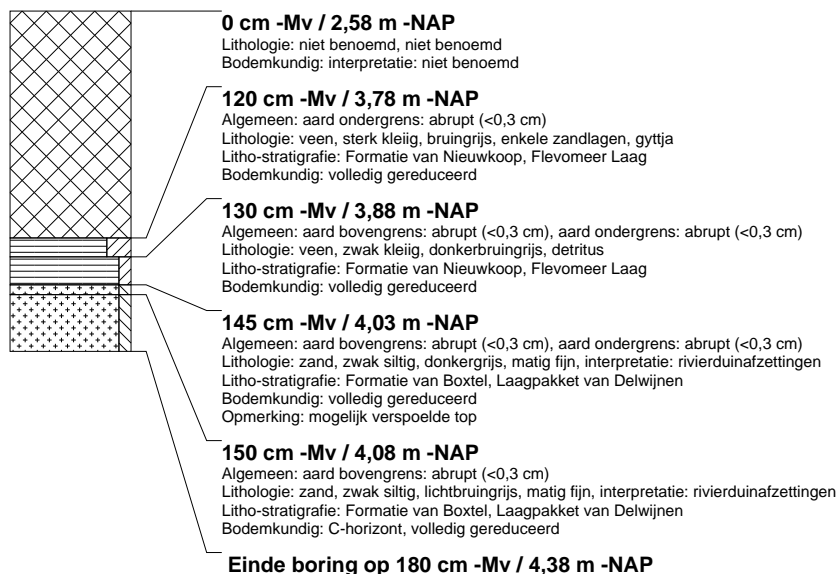 0 cm -Mv / 2,58 m -NAP
Lithologie: niet benoemd, niet benoemd
Bodemkundig: interpretatie: niet benoemd
120 cm -Mv / 3,78 m -NAP
Algemeen: aard ondergrens: abrupt (<0,3 cm)
Lithologie: veen, sterk kleiig, bruingrijs, enkele zandlagen, gyttja
Litho-stratigrafie: Formatie van Nieuwkoop, Flevomeer Laag
Bodemkundig: volledig gereduceerd
130 cm -Mv / 3,88 m -NAP
Algemeen: aard bovengrens: abrupt (<0,3 cm), aard ondergrens: abrupt (<0,3 cm)
Lithologie: veen, zwak kleiig, donkerbruingrijs, detritus
Litho-stratigrafie: Formatie van Nieuwkoop, Flevomeer Laag
Bodemkundig: volledig gereduceerd
145 cm -Mv / 4,03 m -NAP
Algemeen: aard bovengrens: abrupt (<0,3 cm), aard ondergrens: abrupt (<0,3 cm)
Lithologie: zand, zwak siltig, donkergrijs, matig fijn, interpretatie: rivierduinafzettingen
Litho-stratigrafie: Formatie van Boxtel, Laagpakket van Delwijnen
Bodemkundig: volledig gereduceerd
Opmerking: mogelijk verspoelde top
150 cm -Mv / 4,08 m -NAP
Algemeen: aard bovengrens: abrupt (<0,3 cm)
Lithologie: zand, zwak siltig, lichtbruingrijs, matig fijn, interpretatie: rivierduinafzettingen
Litho-stratigrafie: Formatie van Boxtel, Laagpakket van Delwijnen
Bodemkundig: C-horizont, volledig gereduceerd
Einde boring op 180 cm -Mv / 4,38 m -NAP